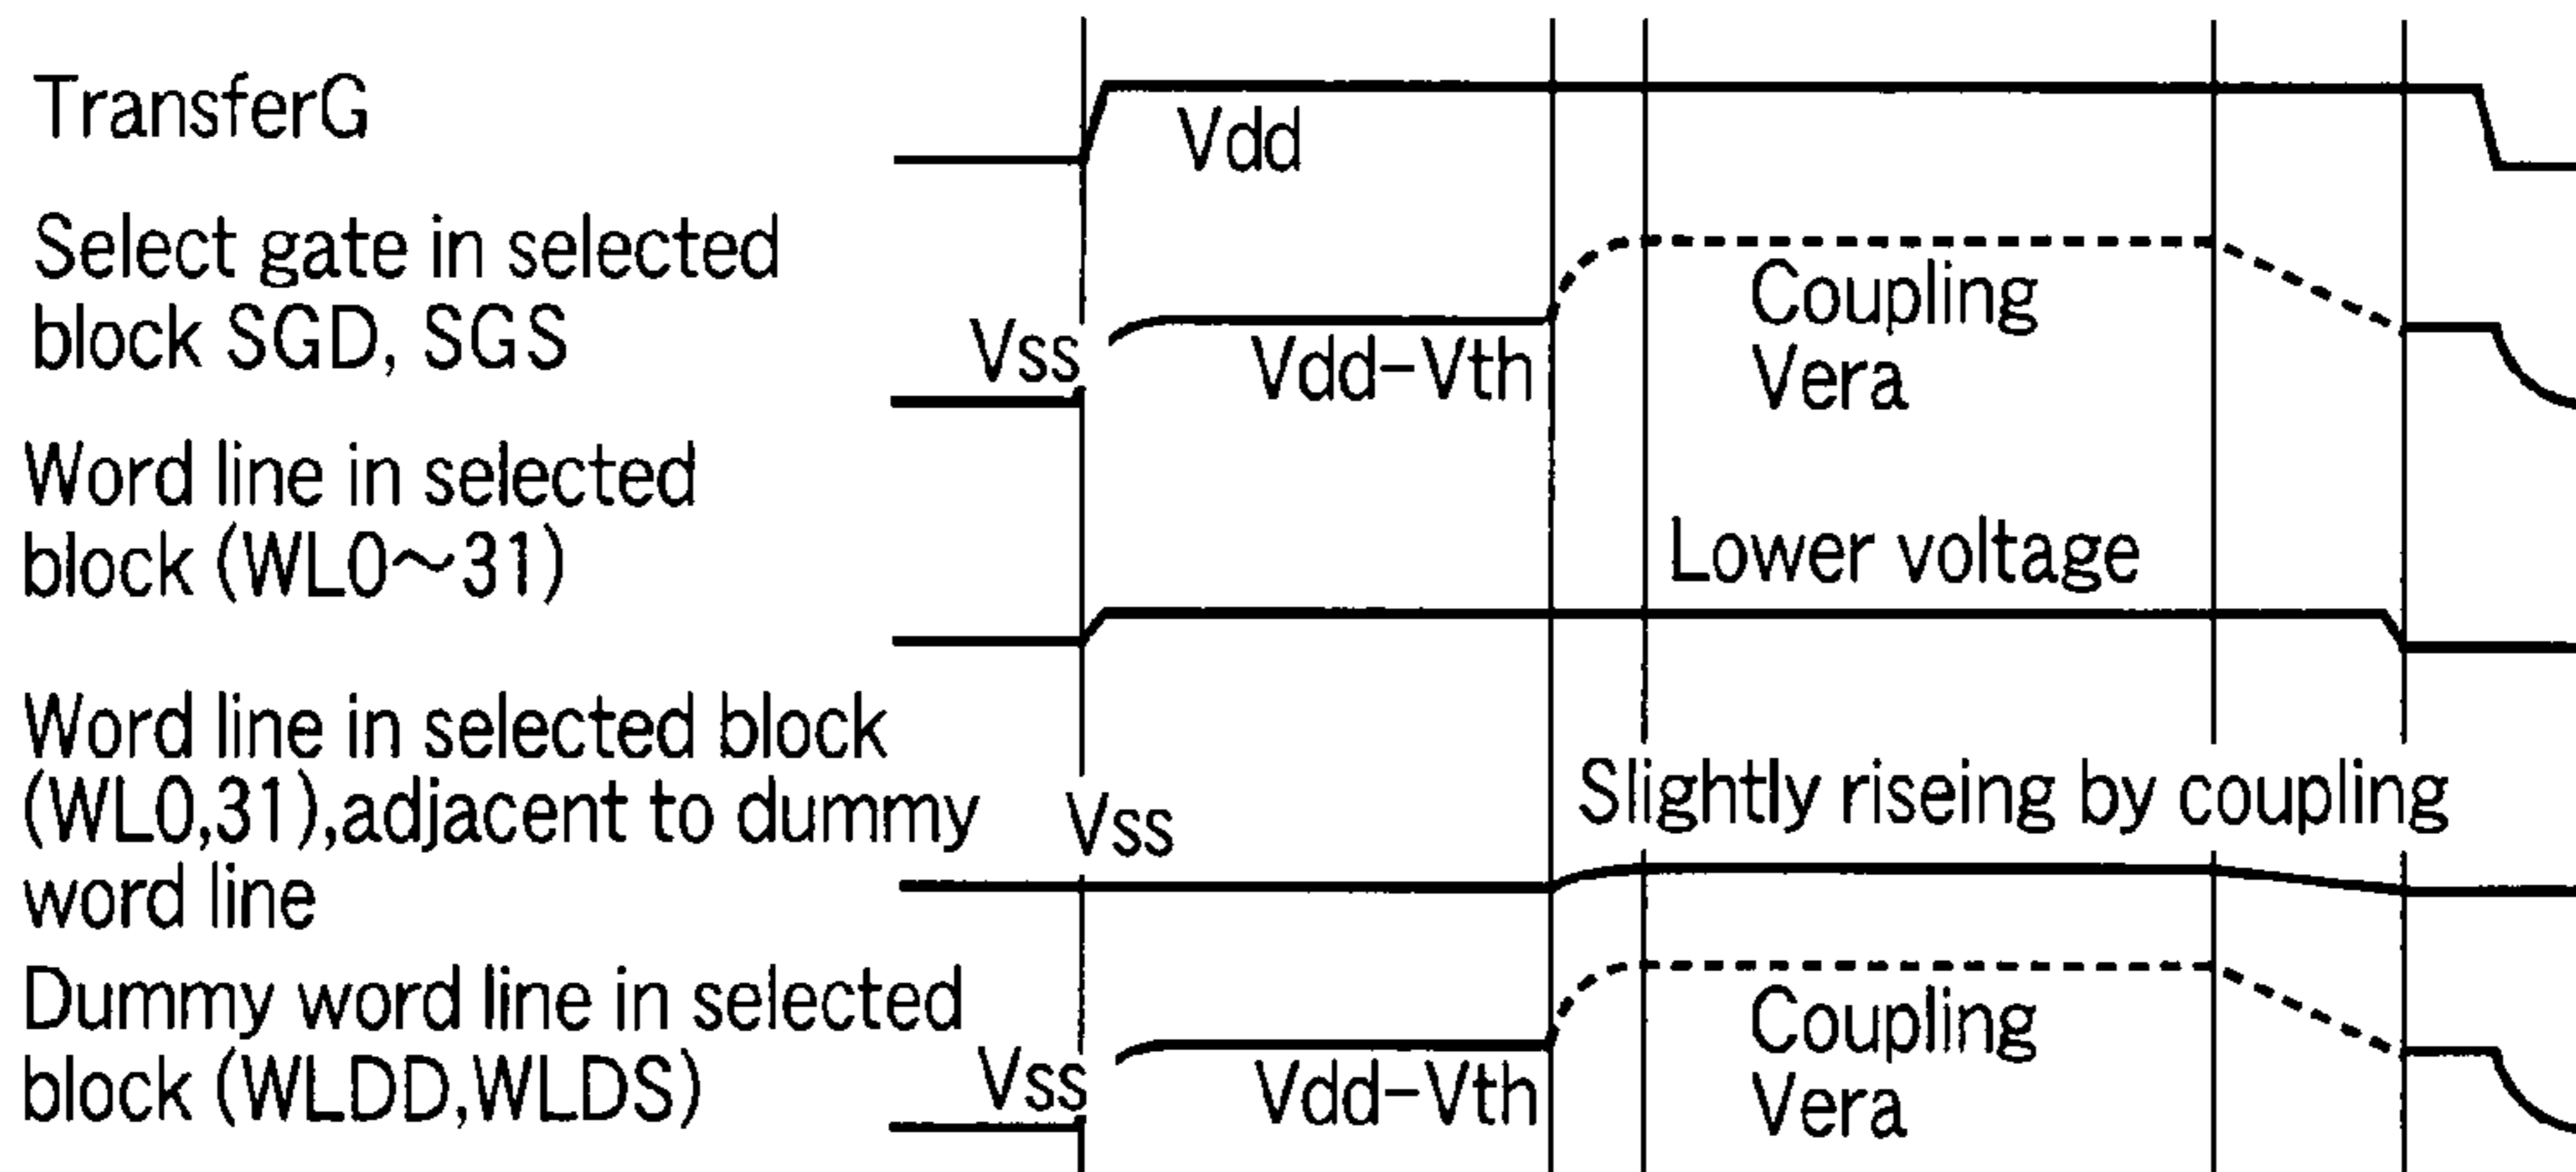 TransferG
Vdd
Select gate in selected
block SGD, SGS
Vss
Vdd-Vth
Coupling
Vera
Word line in selected
block (WL0～31)
Lower voltage
Word line in selected block
(WL0,31),adjacent to dummy
word line
Vss
Slightly riseing by coupling
Dummy word line in selected
block (WLDD,WLDS)
Vss
Vdd-Vth
Coupling
Vera